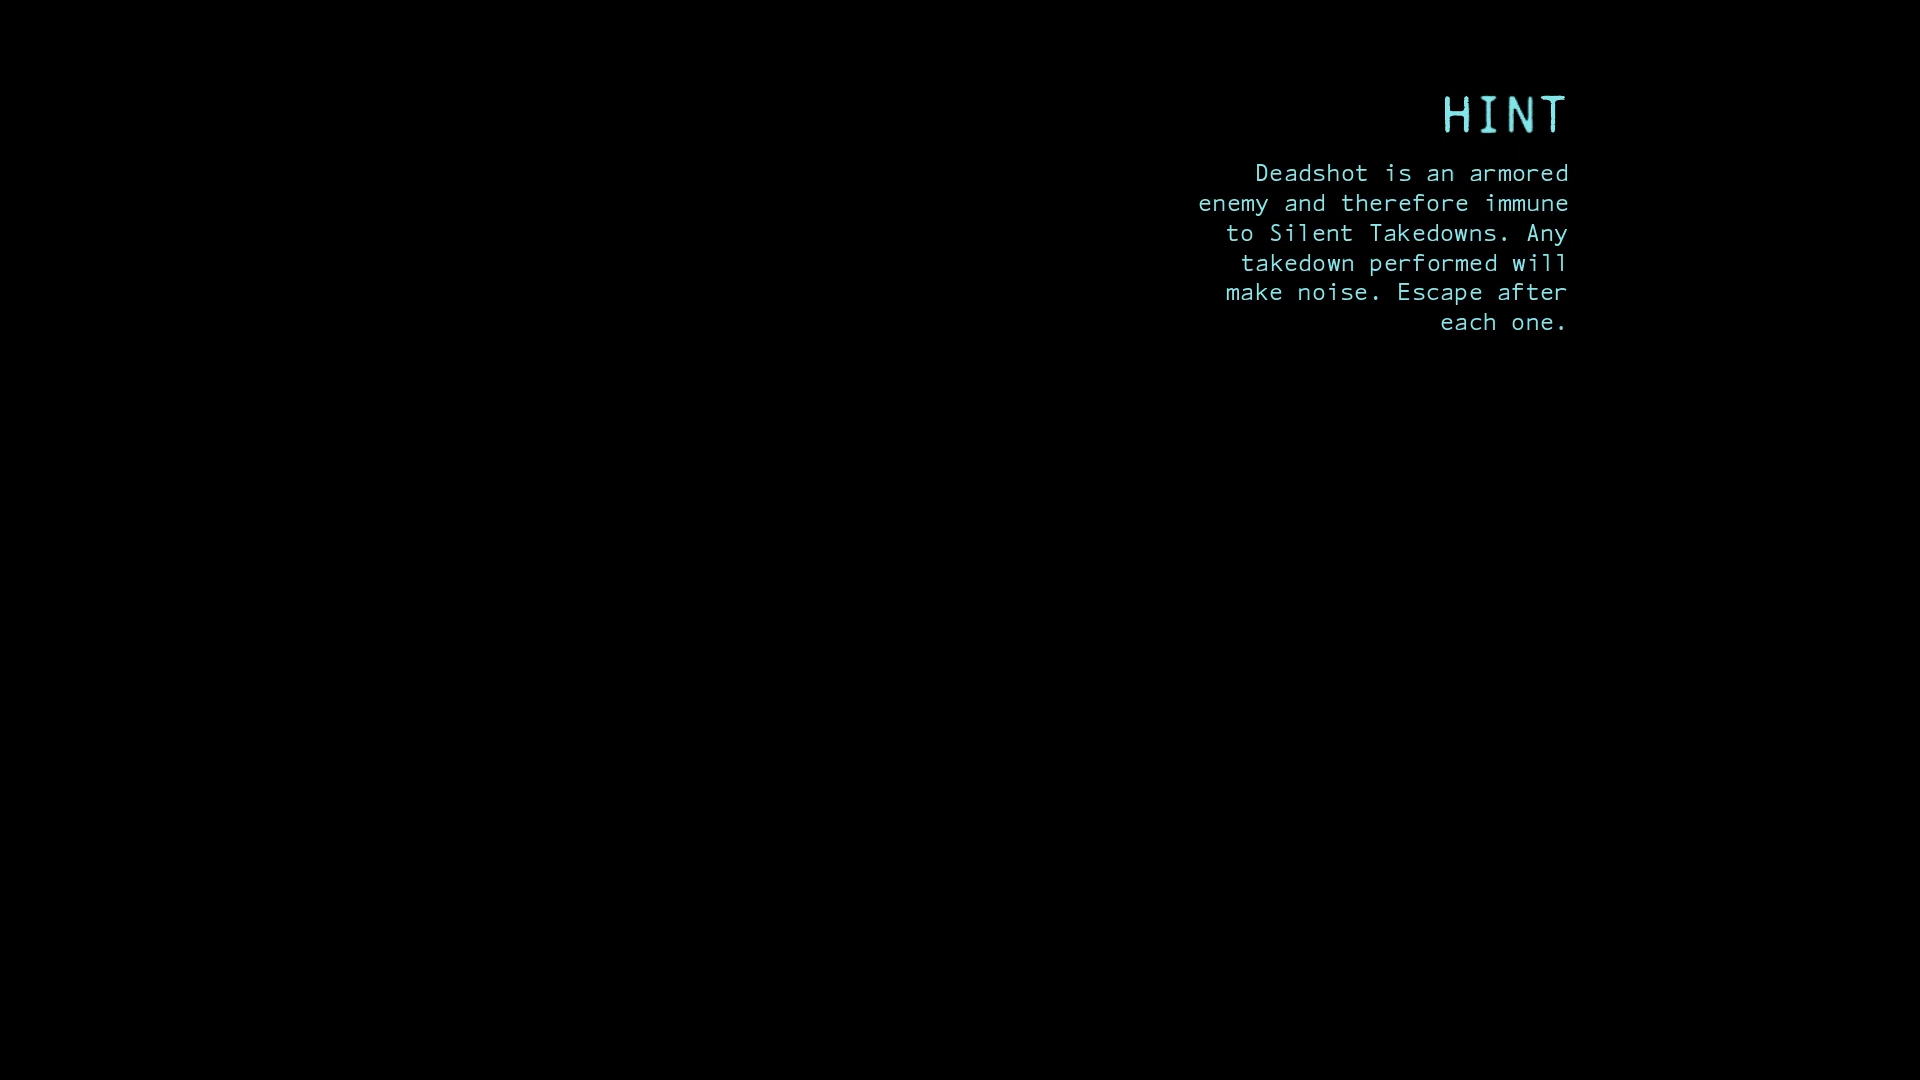 HINT
Deadshot is an armored
enemy and therefore immune
to Silent Takedowns. Any
takedown performed will
make noise. Escape after
each one.